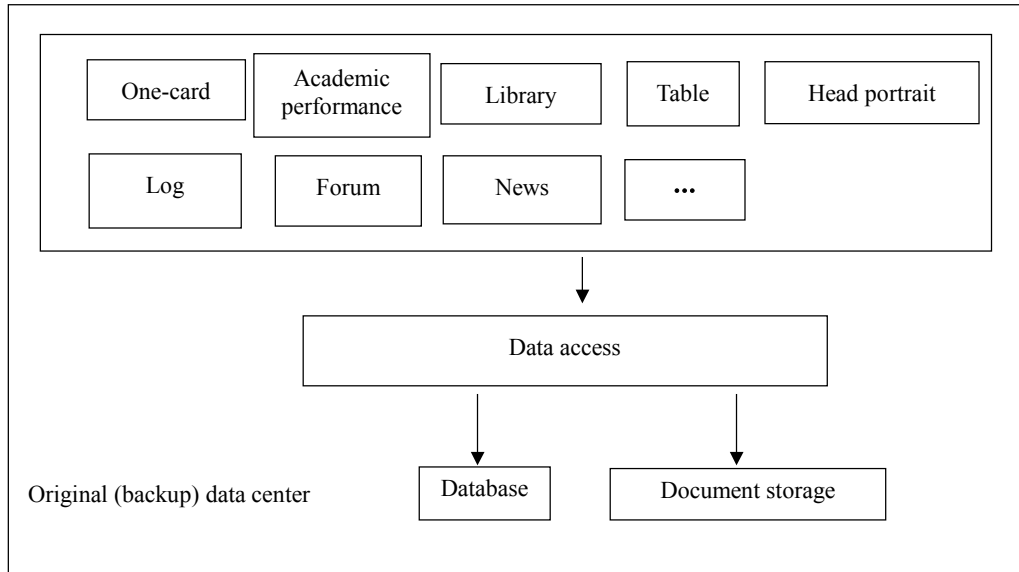 One-card
Academic
performance
Library
Table
Head portrait
Log
Forum
News
...
Data access
Original (backup) data center
Database
Document storage